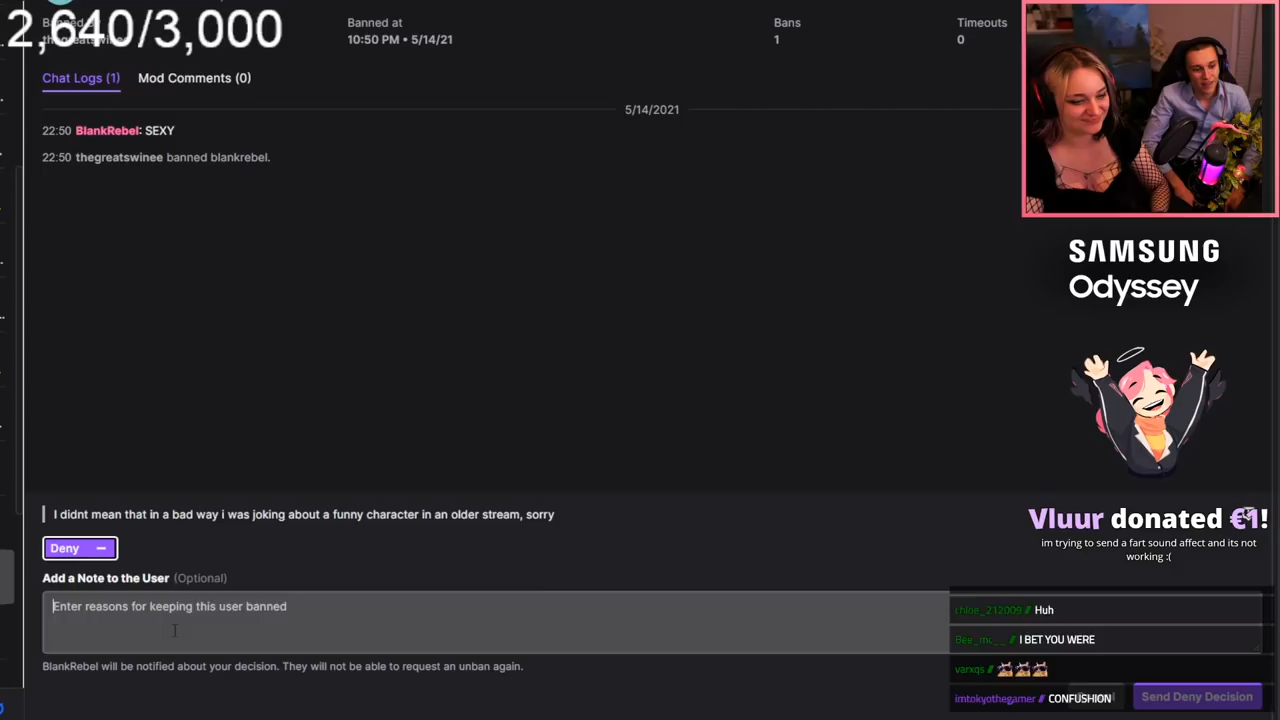 2,640/3,000
Banned at
10:50 PM • 5/14/21
Bans
1
Timeouts
0
Chat Logs (1) Mod Comments (0)
5/14/2021
22:50 BlankRebel: SEXY
22:50 thegreatswinee banned blankrebel.
SAMSUNG
Odyssey
I didnt mean that in a bad way i was joking about a funny character in an older stream, sorry
Deny —
Add a Note to the User (Optional)
Enter reasons for keeping this user banned
BlankRebel will be notified about your decision. They will not be able to request an unban again.
Vluur donated €1!
im trying to send a fart sound affect and its not
working :(
chloe_212009 // Huh
Bee_mc__ // I BET YOU WERE
varxqs //
imtokyothegamer // CONFUSHION
Send Deny Decision